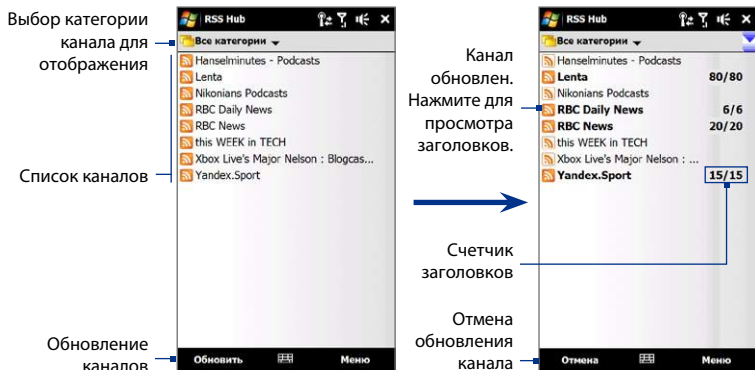 Выбор категории
канала для
отображения
Список каналов
Обновление
каналов
RSS Hub
Все категории
Hanselminutes - Podcasts
Lenta
Nikonians Podcasts
RBC Daily News
RBC News
this WEEK in TECH
Xbox Live's Major Nelson : Blogcas...
Yandex.Sport
Обновить Меню
Канал
обновлен.
Нажмите для
просмотра
заголовков.
Счетчик
заголовков
Отмена
обновления
канала
RSS Hub
Все категории
Hanselminutes - Podcasts
Lenta 80/80
Nikonians Podcasts
RBC Daily News 6/6
RBC News 20/20
this WEEK in TECH
Xbox Live's Major Nelson : ...
Yandex.Sport 15/15
Отмена Меню